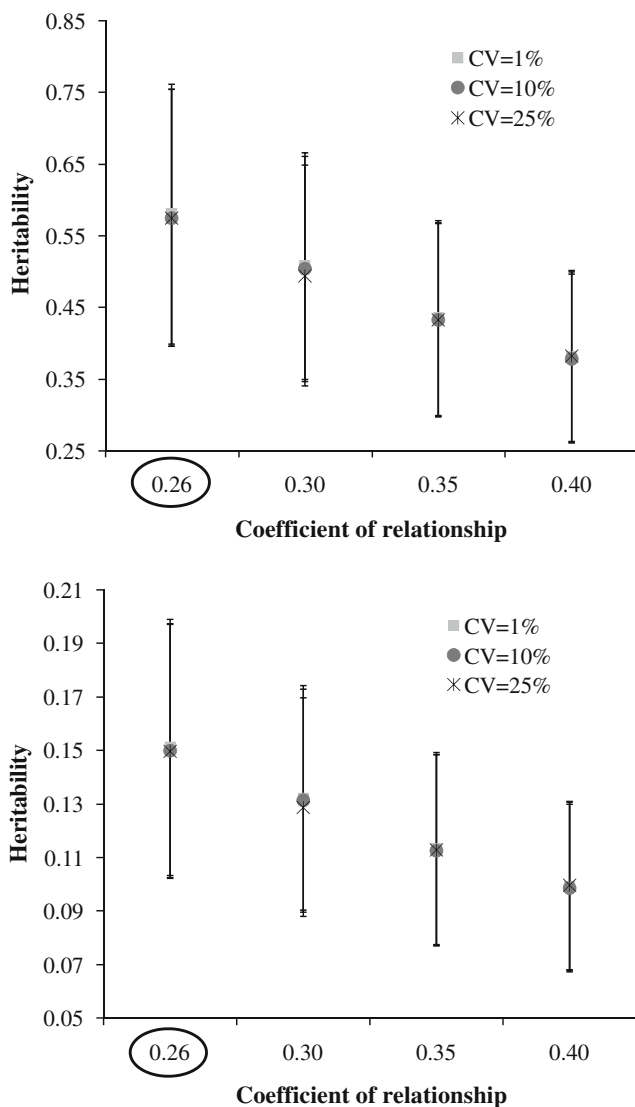 0.85
0.75
0.65
0.55
0.45
0.35
0.25
Heritability
CV=1%
CV=10%
CV=25%
0.26 0.30 0.35 0.40
Coefficient of relationship
0.21
0.19
0.17
0.15
0.13
0.11
0.09
0.07
0.05
Heritability
CV=1%
CV=10%
CV=25%
0.26 0.30 0.35 0.40
Coefficient of relationship